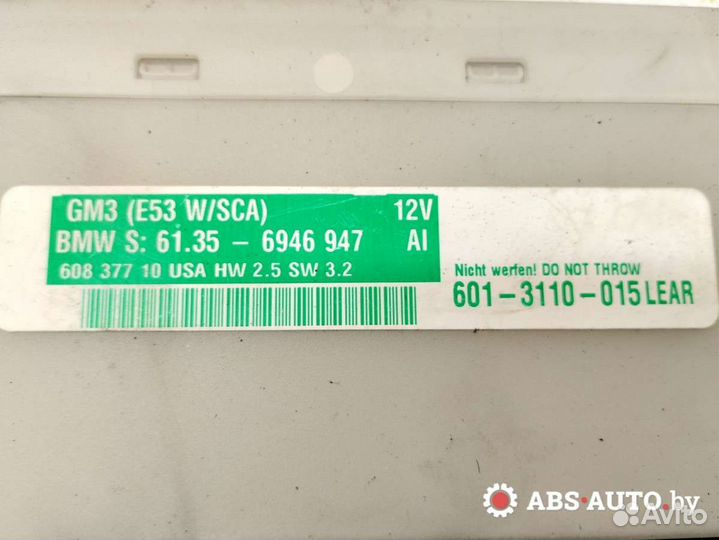 GM3 (E53 W/SCA) 12V
BMW S: 61.35 - 6946 947 AI
608 377 10 USA HW 2.5 SW 3.2
Nicht werfen! DO NOT THROW
601-3110-015 LEAR
ABS-AUTO.by
Avito